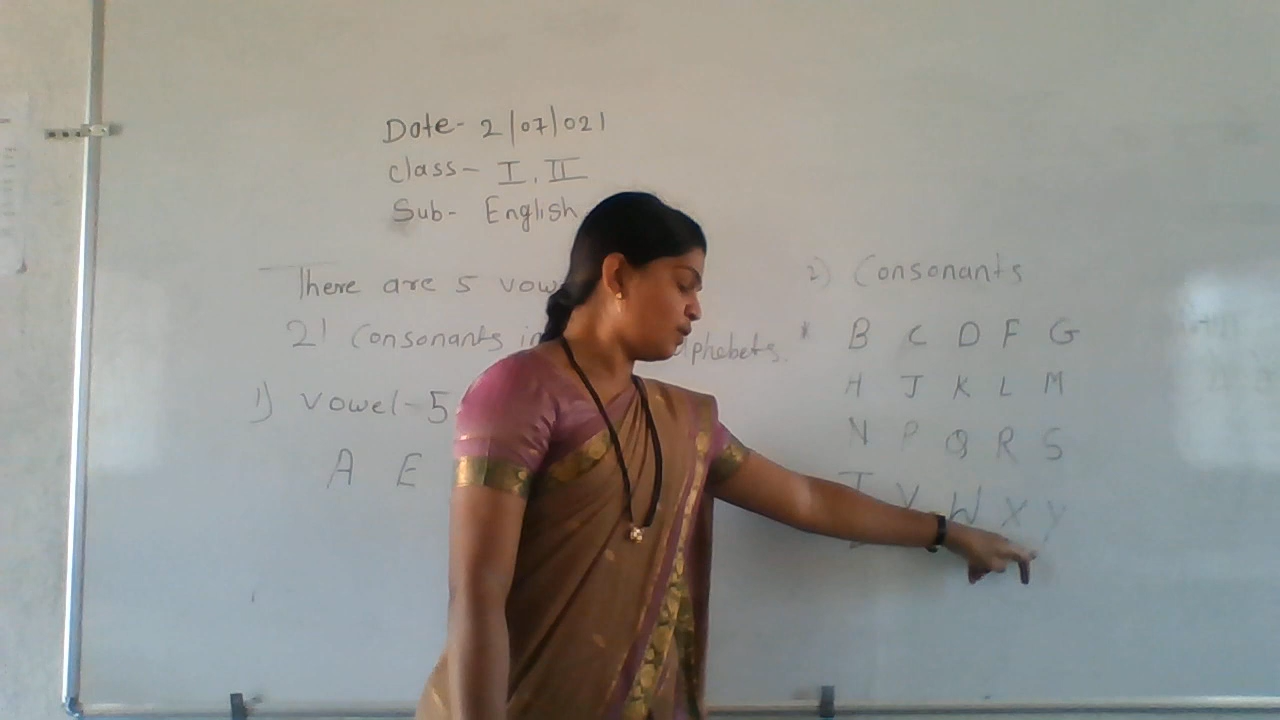 Date- 2/07/021
Class- I, II
Sub- English
There are 5 vow
21 Consonants in alphabets.
1) Vowel-5
A E
2) Consonants
* B C D F G
H J K L M
N P Q R S
T V W X Y